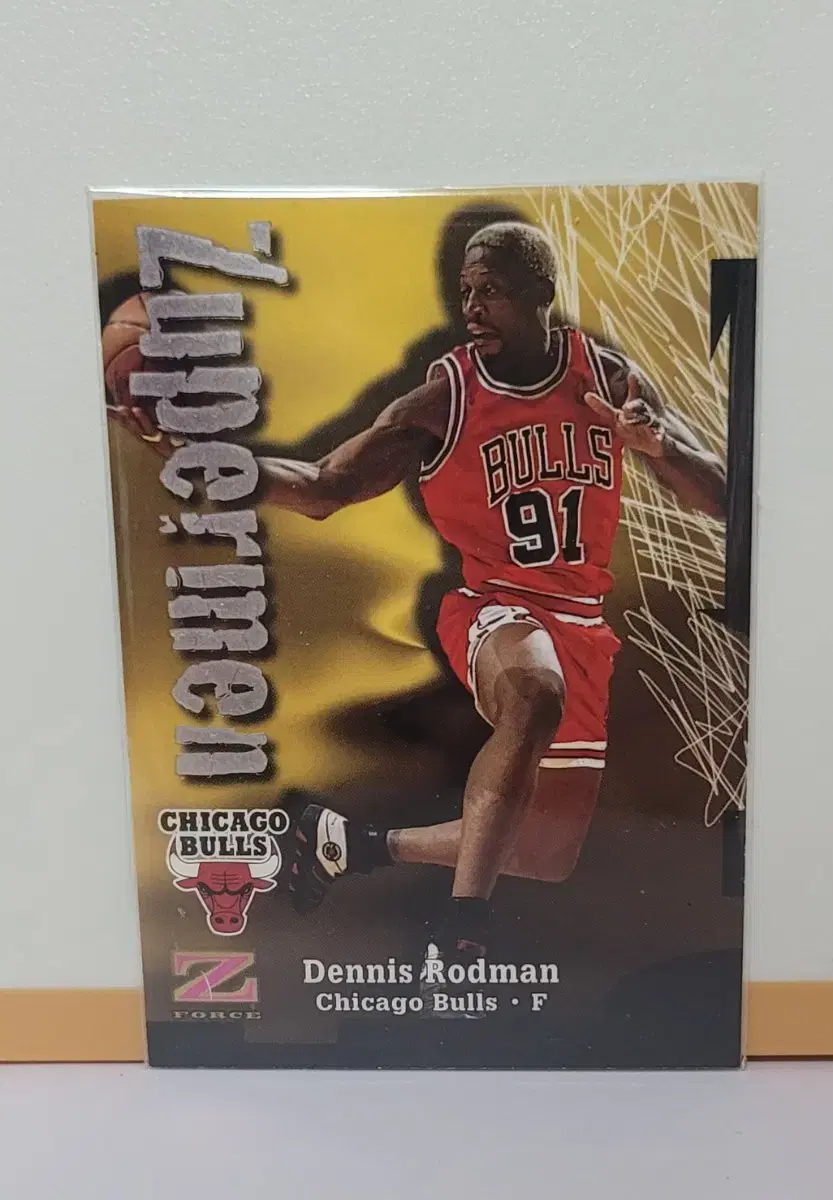 Zupermen
BULLS
91
CHICAGO
BULLS
Z
FORCE
Dennis Rodman
Chicago Bulls • F